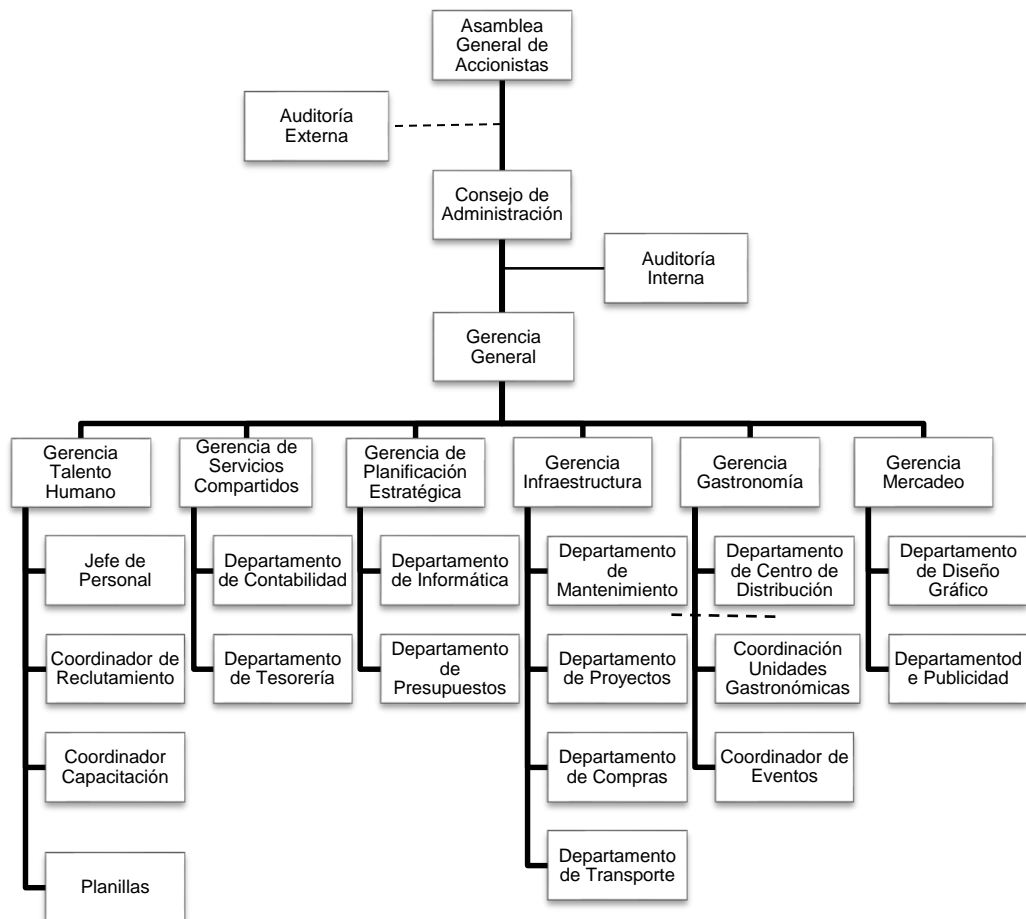 Asamblea
General de
Accionistas
Auditoría
Externa
Consejo de
Administración
Auditoría
Interna
Gerencia
General
Gerencia
Talento
Humano
Gerencia de
Servicios
Compartidos
Gerencia de
Planificación
Estratégica
Gerencia
Infraestructura
Gerencia
Gastronomía
Gerencia
Mercadeo
Jefe de
Personal
Departamento
de Contabilidad
Departamento
de Informática
Departamento
de
Mantenimiento
Departamento
de Centro de
Distribución
Departamento
de Diseño
Gráfico
Coordinador de
Reclutamiento
Departamento
de Tesorería
Departamento
de
Presupuestos
Departamento
de Proyectos
Coordinación
Unidades
Gastronómicas
Departamentod
e Publicidad
Coordinador
Capacitación
Departamento
de Compras
Coordinador de
Eventos
Planillas
Departamento
de Transporte